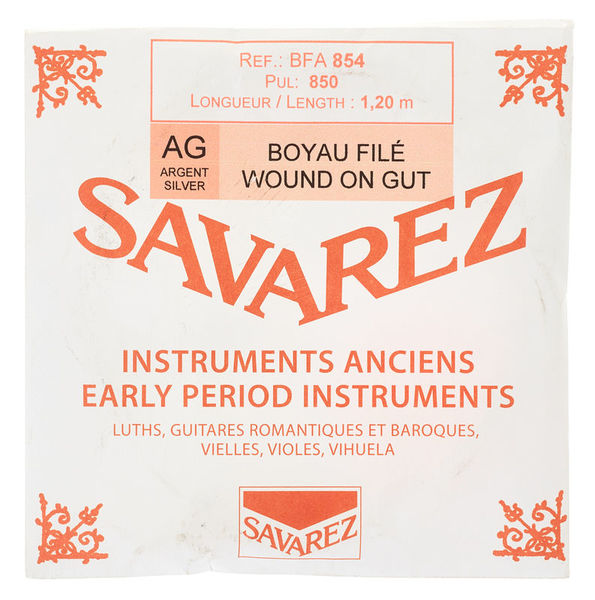 REF.: BFA 854
PUL: 850
LONGUEUR / LENGTH : 1,20 m
AG
ARGENT
SILVER
BOYAU FILÉ
WOUND ON GUT
SAVAREZ
INSTRUMENTS ANCIENS
EARLY PERIOD INSTRUMENTS
LUTHS, GUITARES ROMANTIQUES ET BAROQUES,
VIELLES, VIOLES, VIHUELA
SAVAREZ